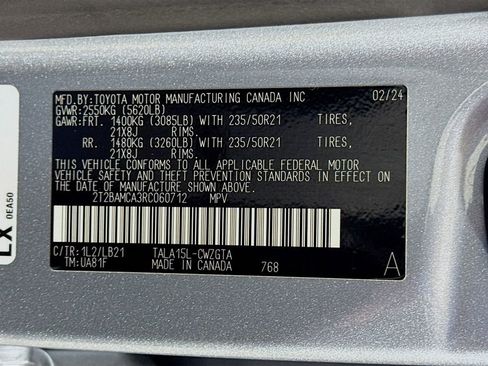 MFD.BY:TOYOTA MOTOR MANUFACTURING CANADA INC 02/24
GVWR:2550KG (5620LB)
GAWR:FRT. 1400KG (3085LB) WITH 235/50R21 TIRES,
21X8J RIMS.
RR. 1480KG (3260LB) WITH 235/50R21 TIRES,
21X8J RIMS.
THIS VEHICLE CONFORMS TO ALL APPLICABLE FEDERAL MOTOR
VEHICLE SAFETY AND THEFT PREVENTION STANDARDS IN EFFECT
ON THE DATE OF MANUFACTURE SHOWN ABOVE.
2T2BAMCA3RC060712 MPV
C/TR:1L2/LB21 TALA15L-CWZGTA
TM:UA81F MADE IN CANADA 768 A
LX 0EA50